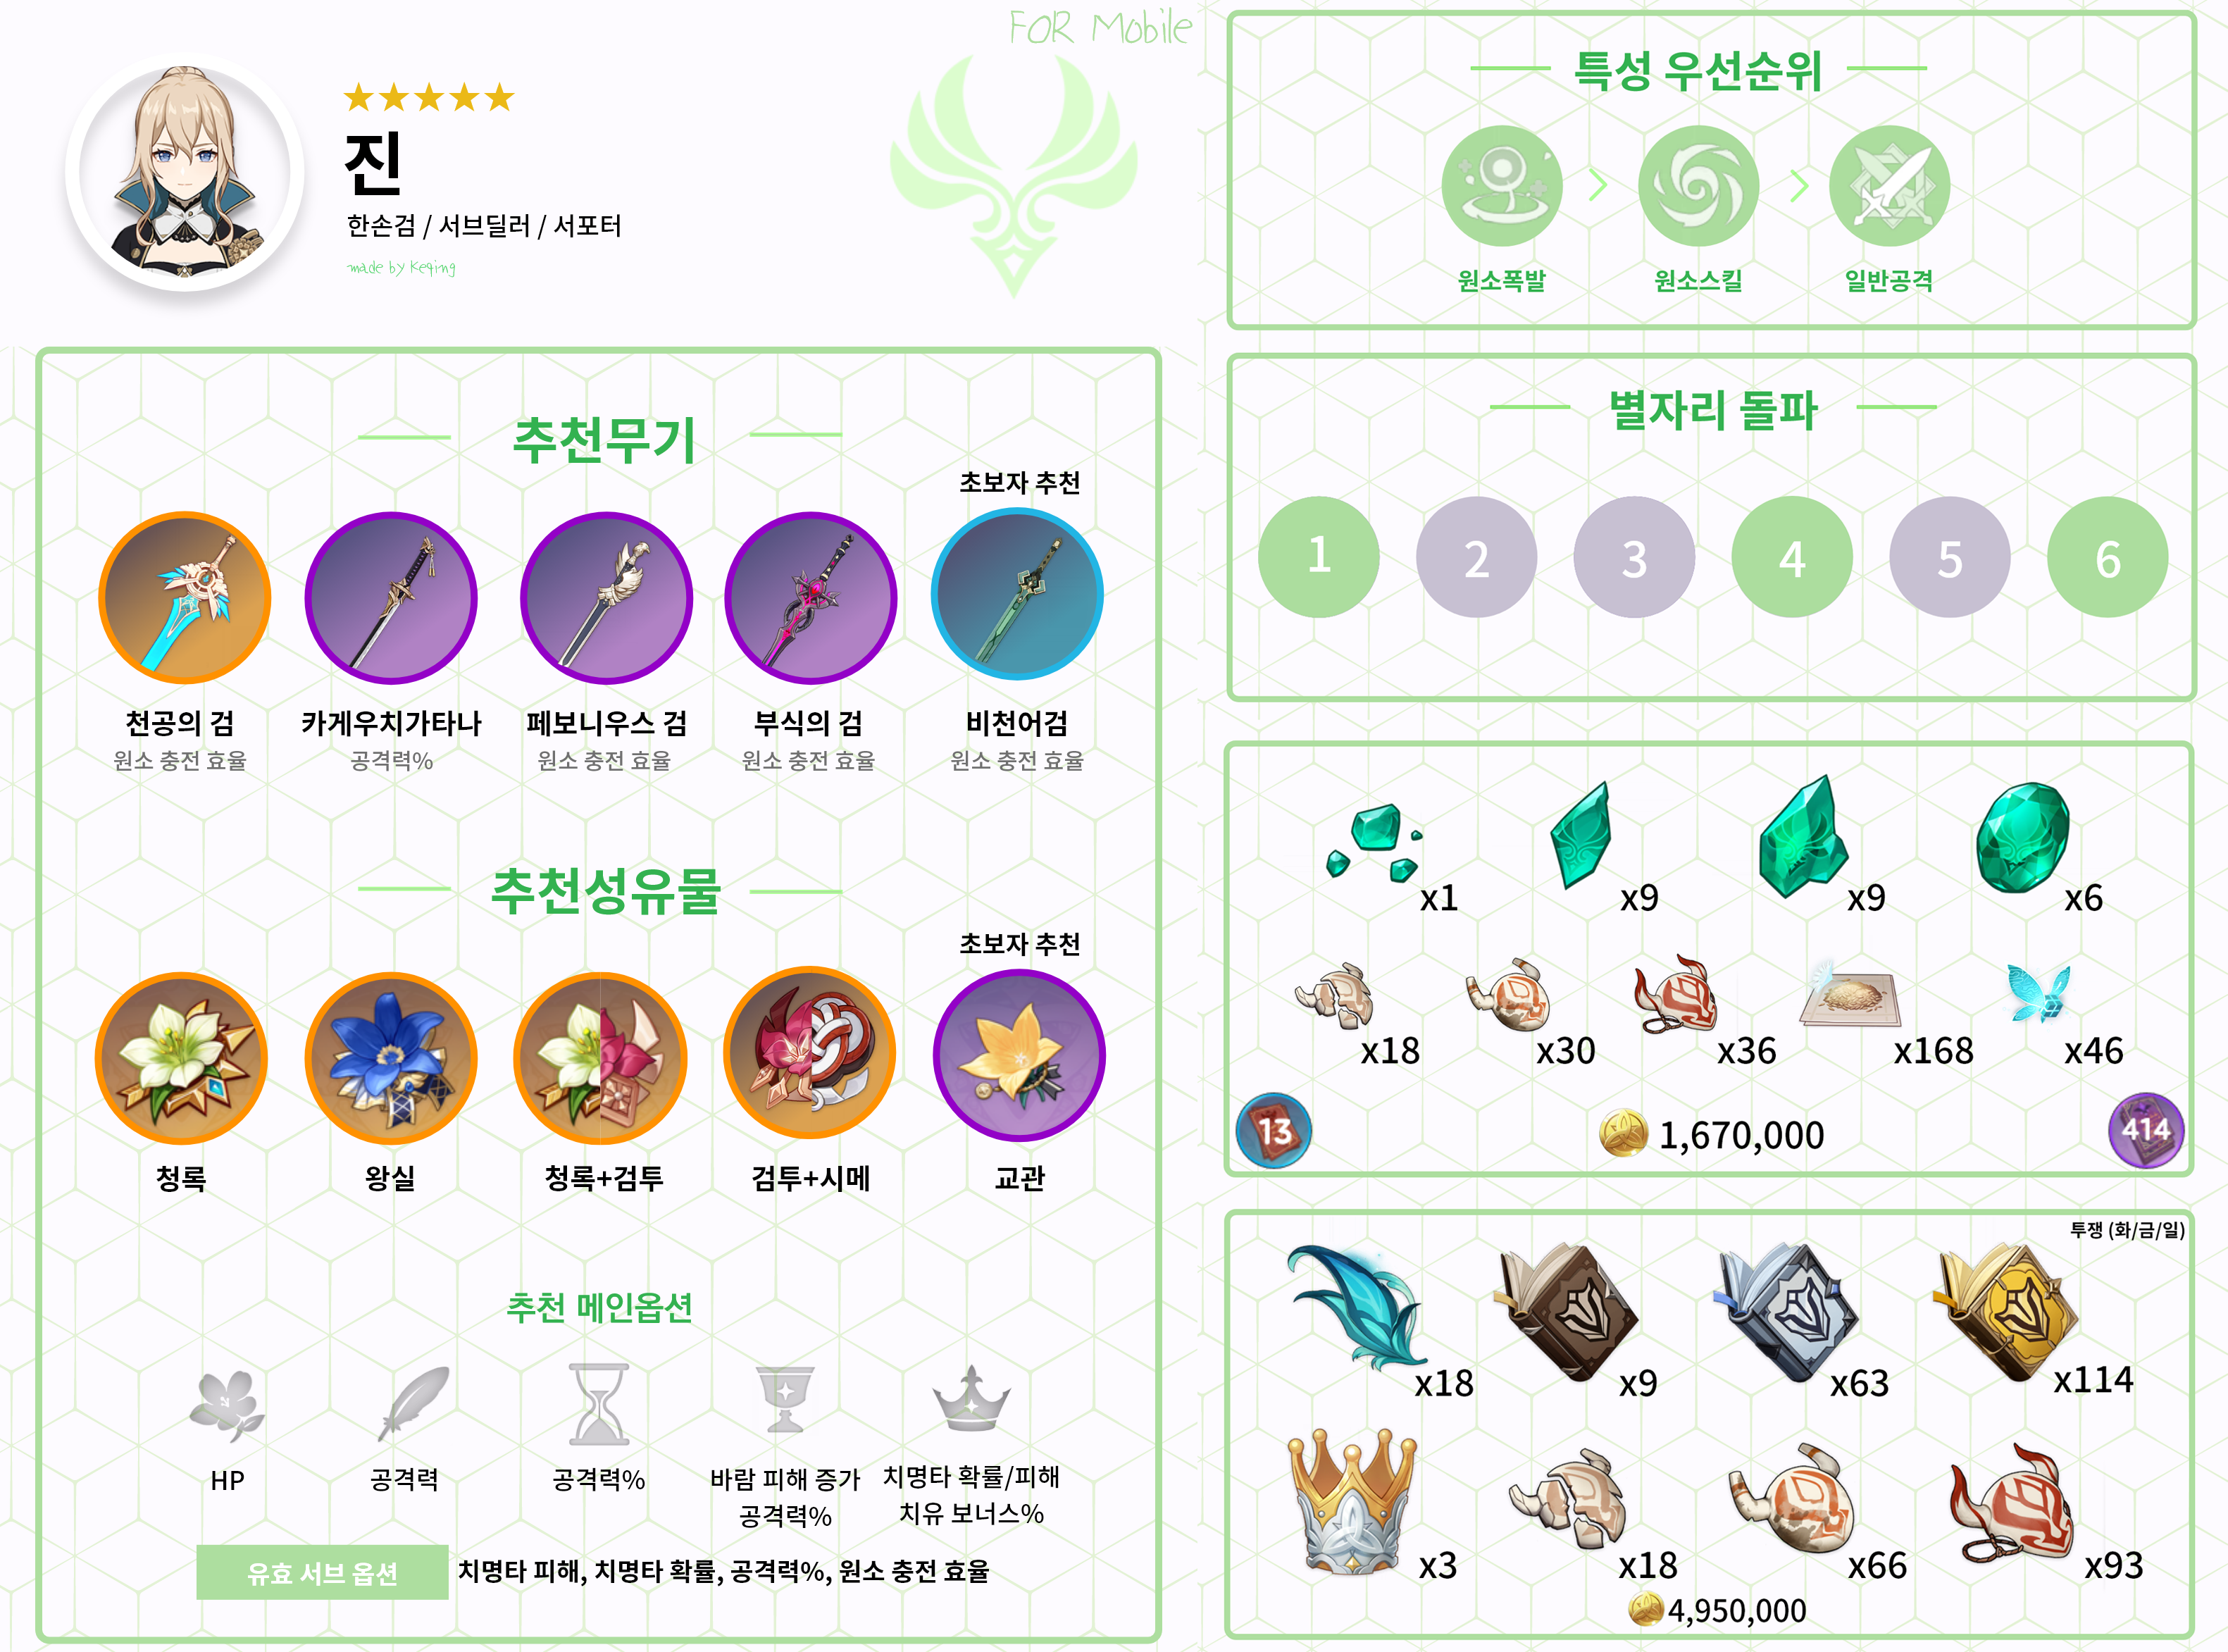 FOR Mobile
진
한손검 / 서브딜러 / 서포터
made by Keqing
추천무기
초보자 추천
천공의 검
원소 충전 효율
카게우치가타나
공격력%
페보니우스 검
원소 충전 효율
부식의 검
원소 충전 효율
비천어검
원소 충전 효율
추천성유물
초보자 추천
청록
왕실
청록+검투
검투+시메
교관
추천 메인옵션
HP
공격력
공격력%
바람 피해 증가
공격력%
치명타 확률/피해
치유 보너스%
유효 서브 옵션
치명타 피해, 치명타 확률, 공격력%, 원소 충전 효율
특성 우선순위
원소폭발
원소스킬
일반공격
별자리 돌파
1
2
3
4
5
6
x1
x9
x9
x6
x18
x30
x36
x168
x46
13
1,670,000
414
투쟁 (화/금/일)
x18
x9
x63
x114
x3
x18
x66
x93
4,950,000